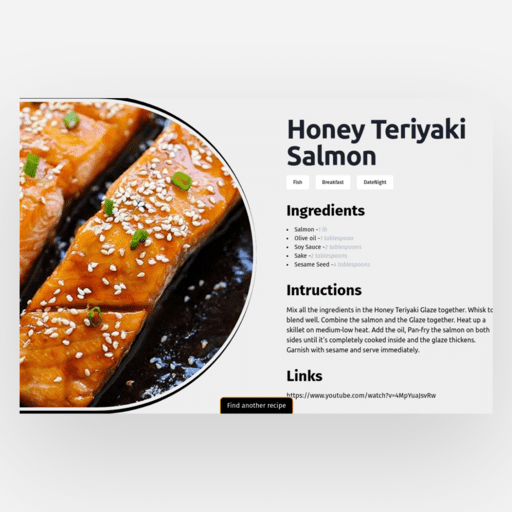 Honey Teriyaki
Salmon
Fish Breakfast DateNight
Ingredients
Salmon -
Olive oil - 1 tablespoon
Soy Sauce - 2 tablespoons
Sake - 2 tablespoons
Sesame Seed - 4 tablespoons
Intructions
Mix all the ingredients in the Honey Teriyaki Glaze together. Whisk to
blend well. Combine the salmon and the Glaze together. Heat up a
skillet on medium-low heat. Add the oil, Pan-fry the salmon on both
sides until it's completely cooked inside and the glaze thickens.
Garnish with sesame and serve immediately.
Links
https://www.youtube.com/watch?v=4MpYuaJsvRw
Find another recipe